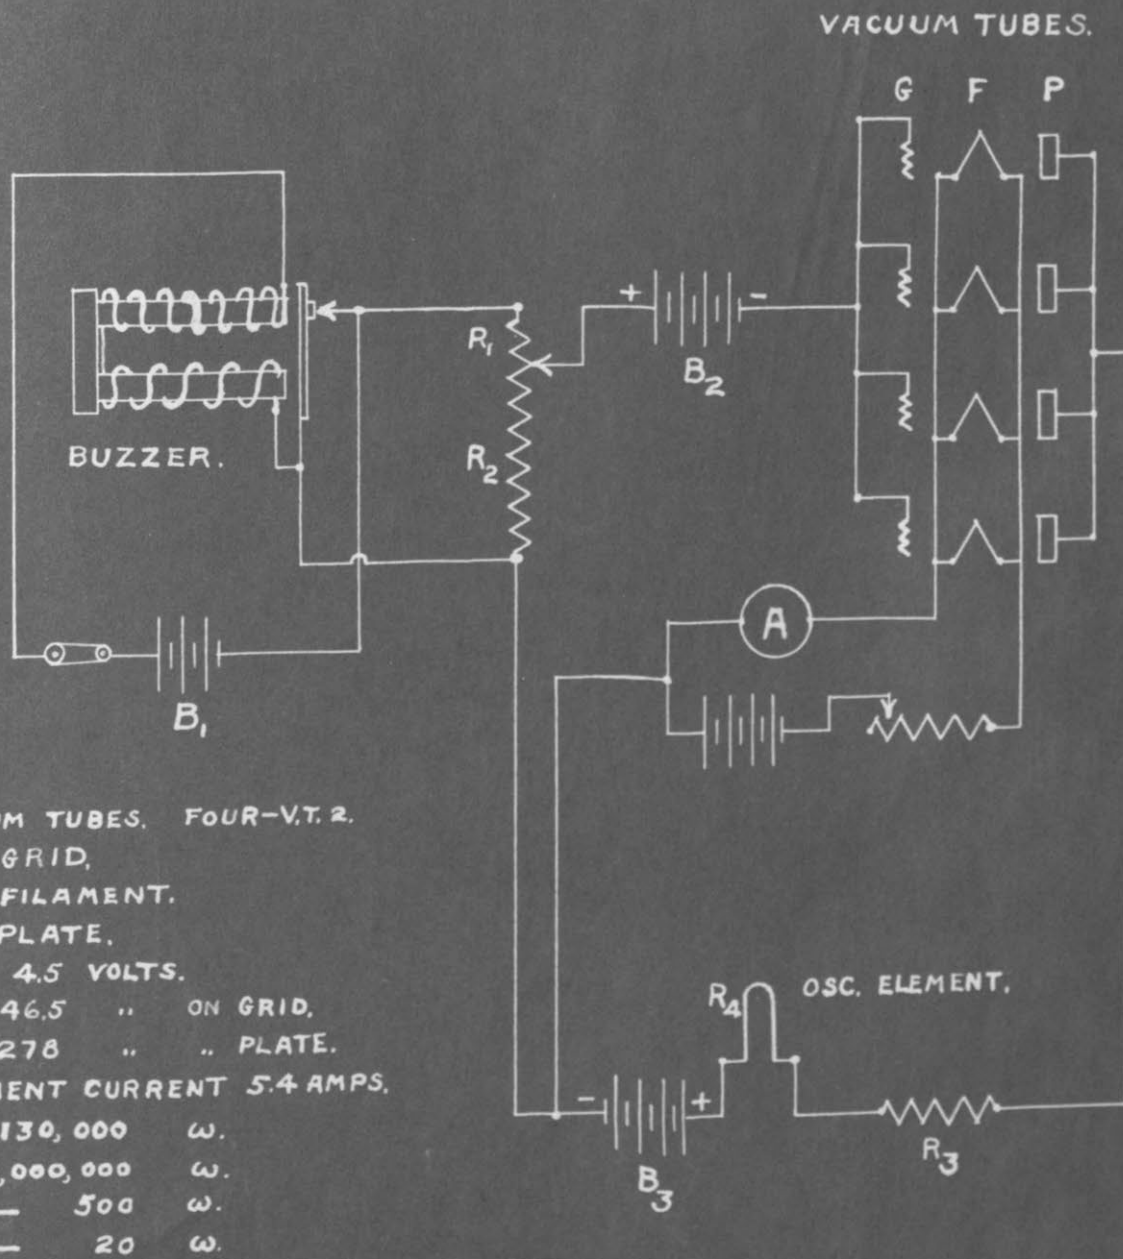 VACUUM TUBES.
G F P
+ -
R1
B2
R2
BUZZER.
A
B1
M TUBES. FOUR-V.T. 2.
GRID.
FILAMENT.
PLATE.
4.5 VOLTS.
46.5 " ON GRID.
278 " " PLATE.
ENT CURRENT 5.4 AMPS.
130,000 ω.
,000,000 ω.
— 500 ω.
— 20 ω.
R4 OSC. ELEMENT.
- +
B3
R3